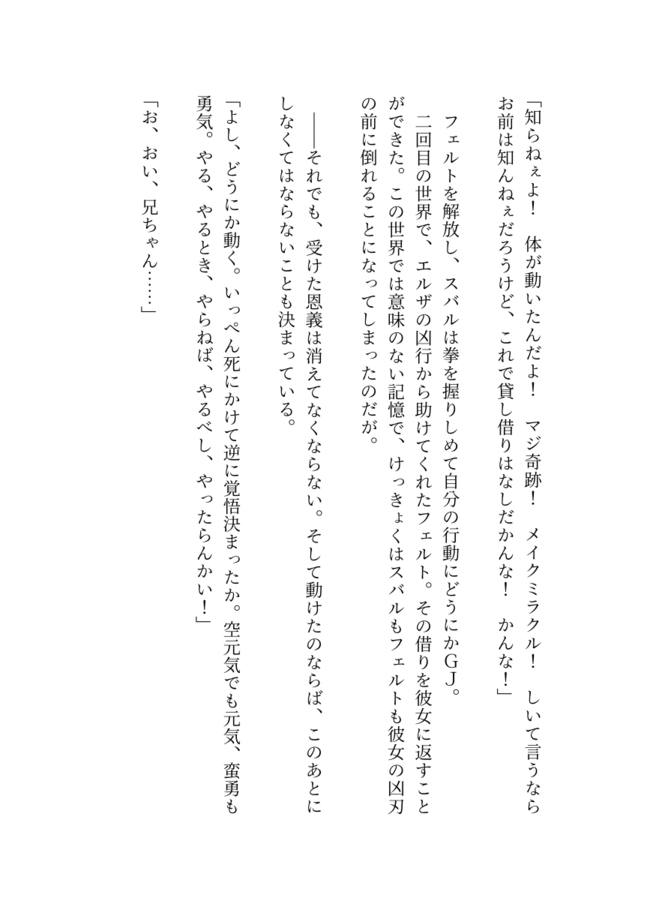 「知らねぇよ！　体が動いたんだよ！　マジ奇跡！　メイクミラクル！　しいて言うなら
お前は知んねぇだろうけど、これで貸し借りはなしだかんな！　かんな！」
　フェルトを解放し、スバルは拳を握りしめて自分の行動にどうにかＧＪ。
　二回目の世界で、エルザの凶行から助けてくれたフェルト。その借りを彼女に返すこと
ができた。この世界では意味のない記憶で、けっきょくはスバルもフェルトも彼女の凶刃
の前に倒れることになってしまったのだが。
　――それでも、受けた恩義は消えてなくならない。そして動けたのならば、このあとに
しなくてはならないことも決まっている。
「よし、どうにか動く。いっぺん死にかけて逆に覚悟決まったか。空元気でも元気、蛮勇も
勇気。やる、やるとき、やらねば、やるべし、やったらんかい！」
「お、おい、兄ちゃん……」